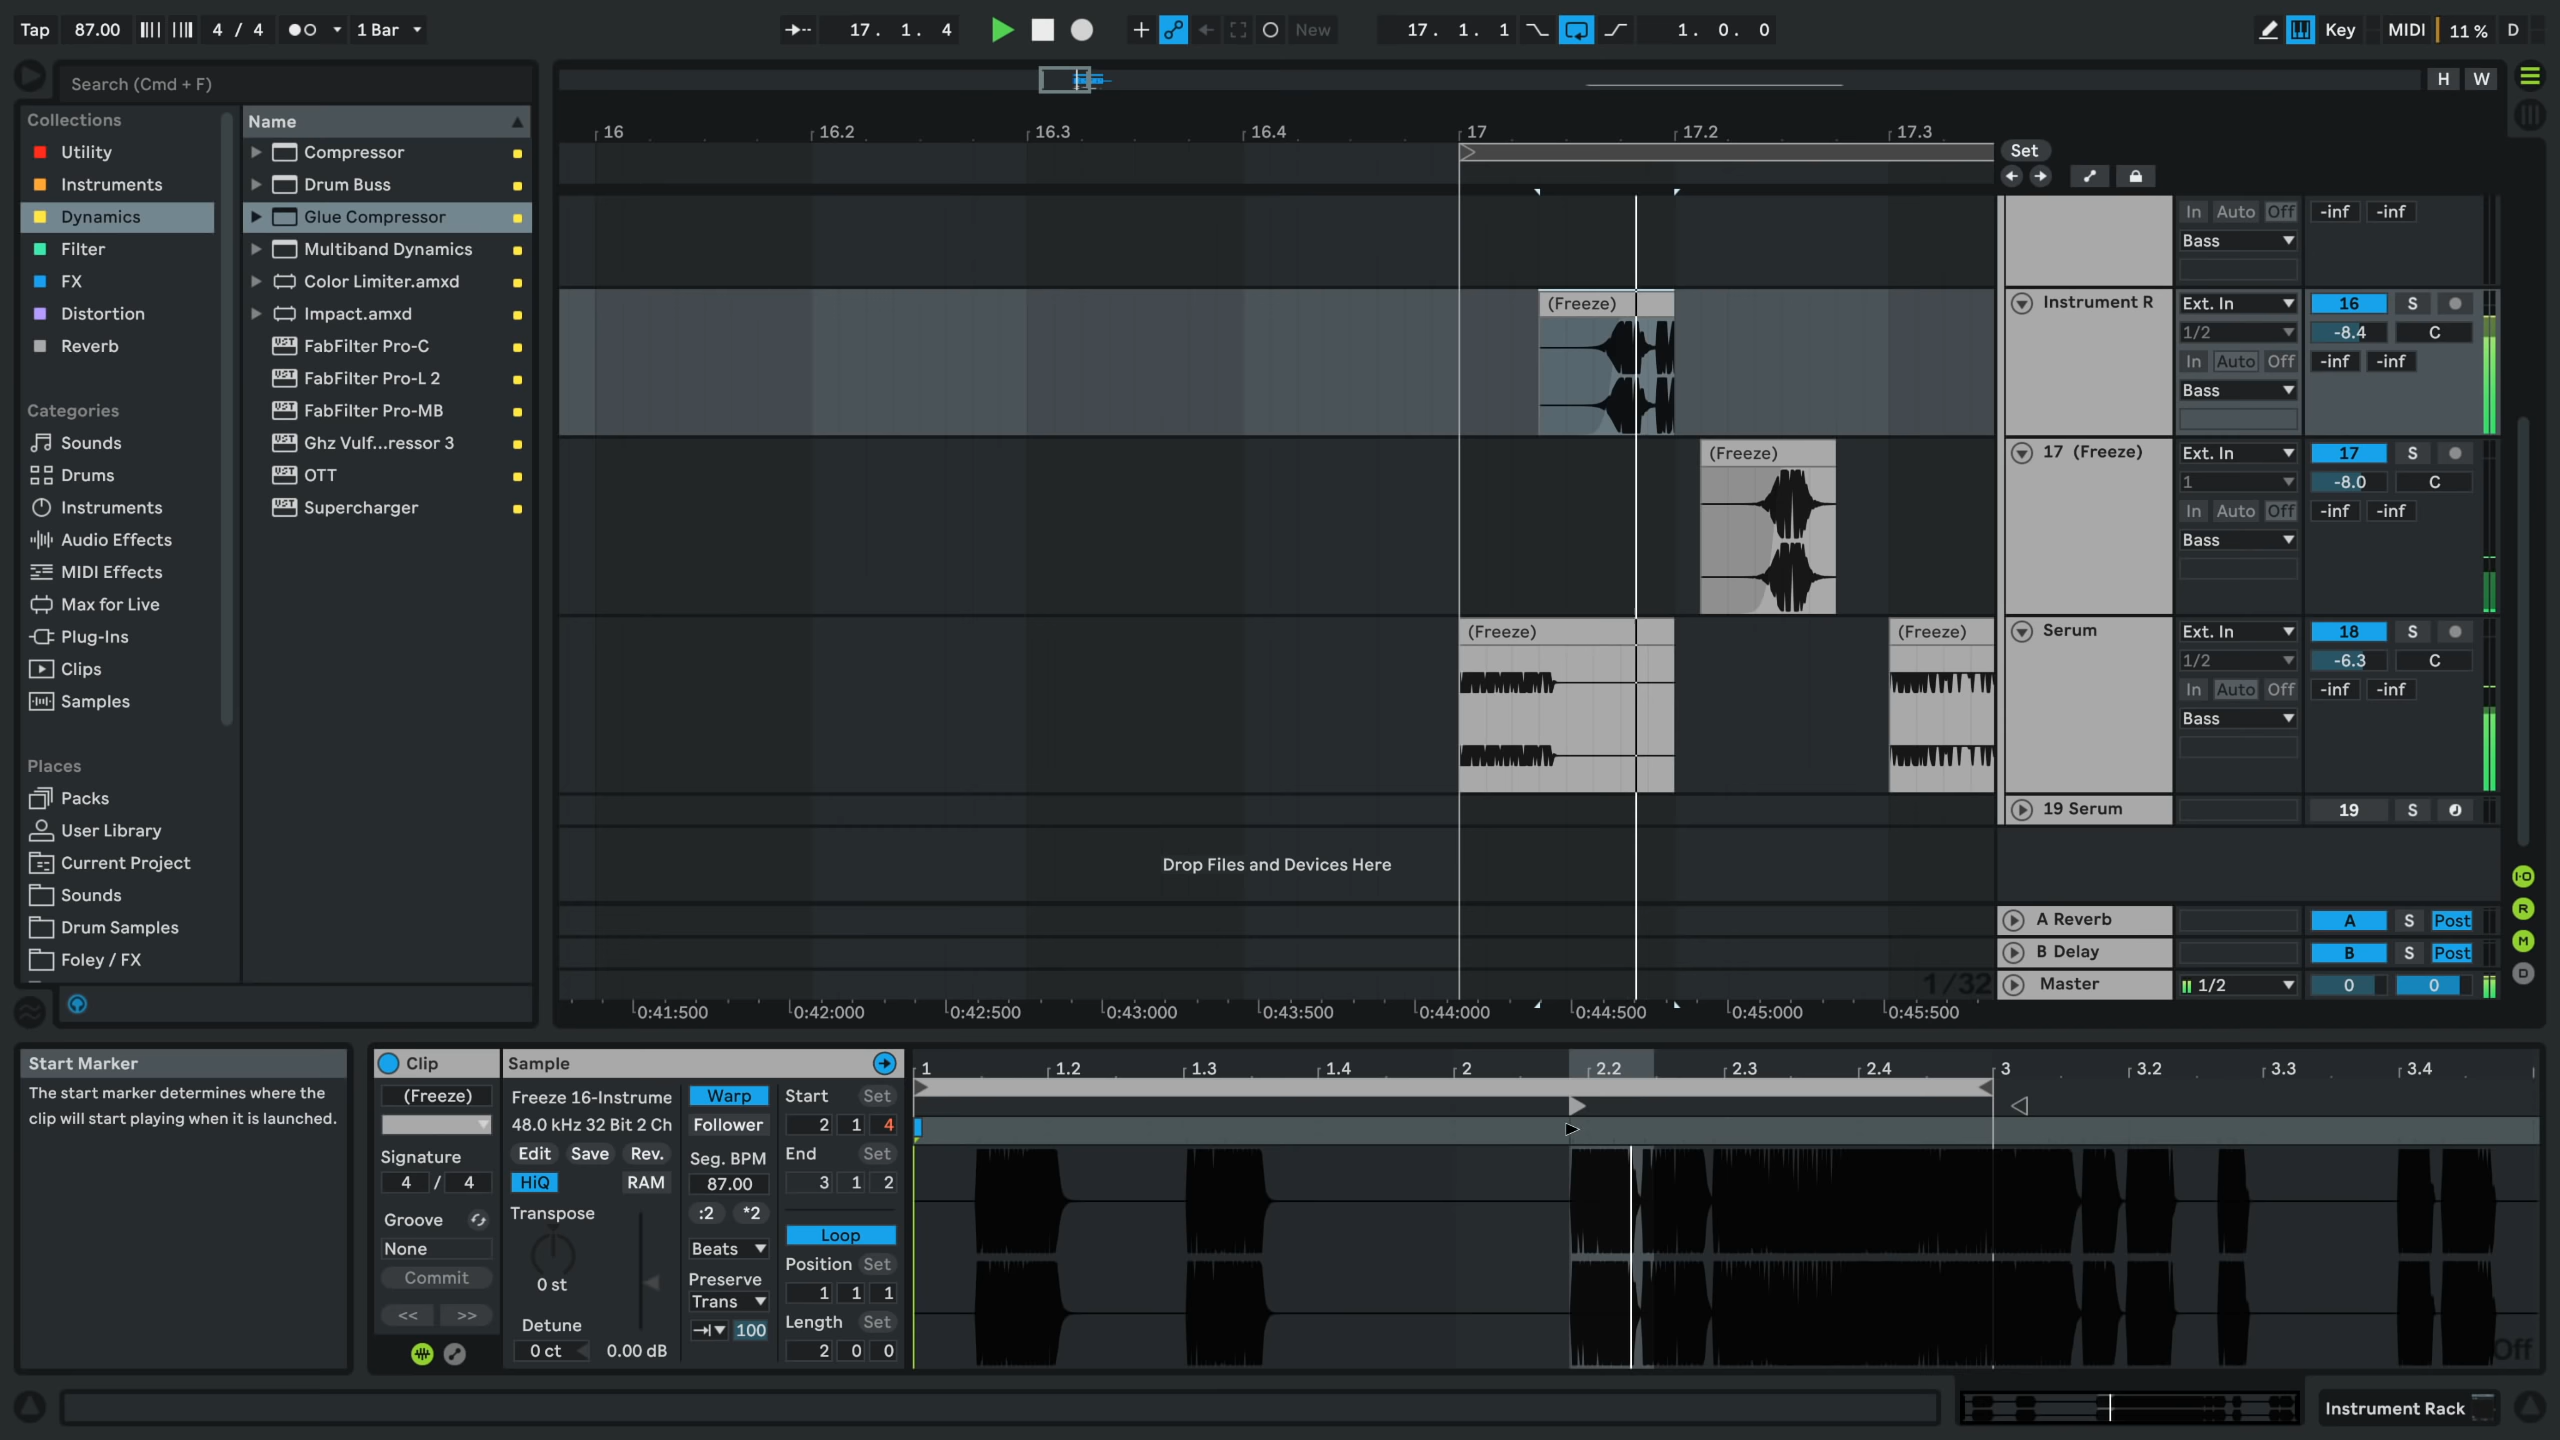 Tap 87.00 4 / 4 1 Bar 17. 1. 4 New 17. 1. 1 1. 0. 0 Key MIDI 11 % D
Search (Cmd + F)
H W
Collections
Utility
Instruments
Dynamics
Filter
FX
Distortion
Reverb
Categories
Sounds
Drums
Instruments
Audio Effects
MIDI Effects
Max for Live
Plug-Ins
Clips
Samples
Places
Packs
User Library
Current Project
Sounds
Drum Samples
Foley / FX
Name
Compressor
Drum Buss
Glue Compressor
Multiband Dynamics
Color Limiter.amxd
Impact.amxd
FabFilter Pro-C
FabFilter Pro-L 2
FabFilter Pro-MB
Ghz Vulf...ressor 3
OTT
Supercharger
16 16.2 16.3 16.4 17 17.2 17.3
Set
In Auto Off -inf -inf
Bass
(Freeze)
Instrument R Ext. In 16 S
1/2 -8.4 C
In Auto Off -inf -inf
Bass
(Freeze)
17 (Freeze) Ext. In 17 S
1 -8.0 C
In Auto Off -inf -inf
Bass
(Freeze) (Freeze)
Serum Ext. In 18 S
1/2 -6.3 C
In Auto Off -inf -inf
Bass
19 Serum 19 S
Drop Files and Devices Here
A Reverb A S Post
B Delay B S Post
1/32 Master 1/2 0 0
I-O
R
M
D
0:41:500 0:42:000 0:42:500 0:43:000 0:43:500 0:44:000 0:44:500 0:45:000 0:45:500
Start Marker
The start marker determines where the
clip will start playing when it is launched.
Clip
(Freeze)
Signature
4 / 4
Groove
None
Commit
<< >>
Sample
Freeze 16-Instrume
48.0 kHz 32 Bit 2 Ch
Edit Save Rev.
HiQ RAM
Transpose
0 st
Detune
0 ct 0.00 dB
Warp
Follower
Seg. BPM
87.00
:2 *2
Beats
Preserve
Trans
100
Start Set
2 1 4
End Set
3 1 2
Loop
Position Set
1 1 1
Length Set
2 0 0
1 1.2 1.3 1.4 2 2.2 2.3 2.4 3 3.2 3.3 3.4
Off
Instrument Rack